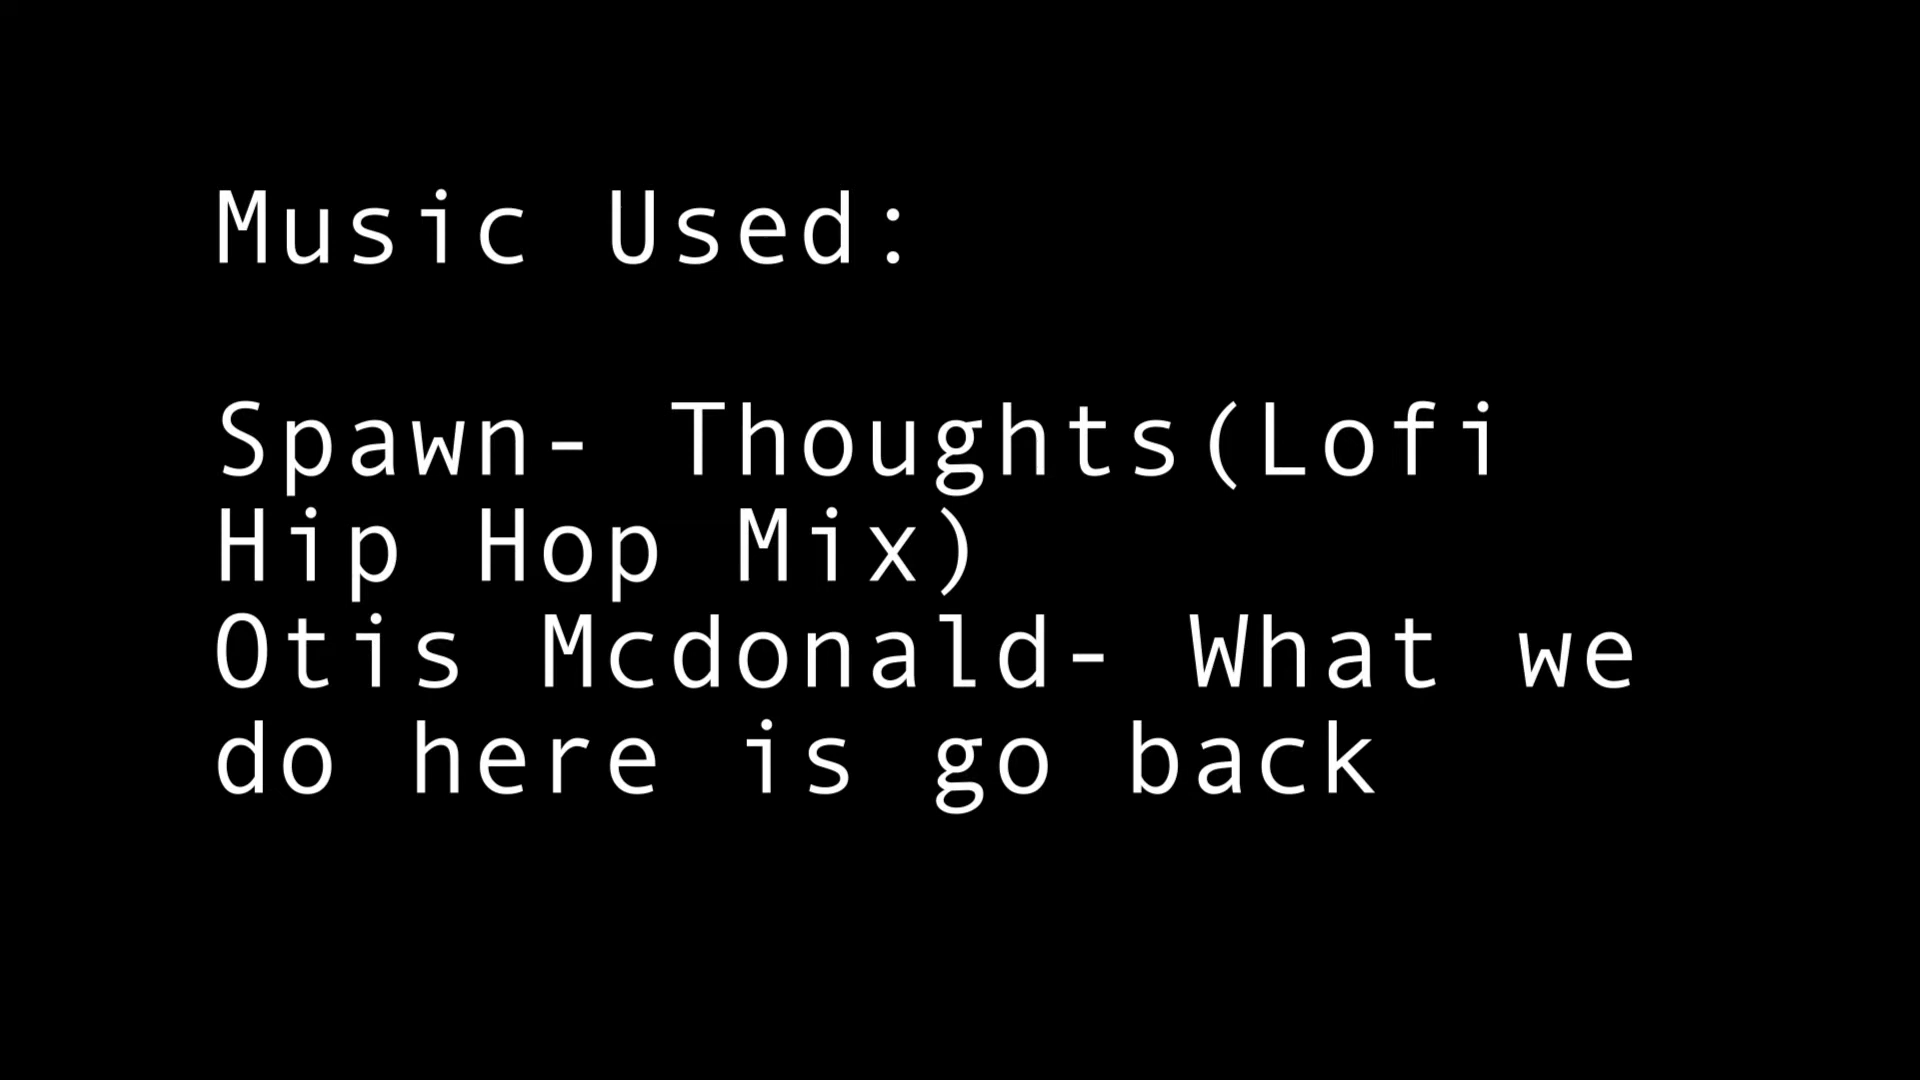 Music Used:
Spawn- Thoughts(Lofi
Hip Hop Mix)
Otis Mcdonald- What we
do here is go back